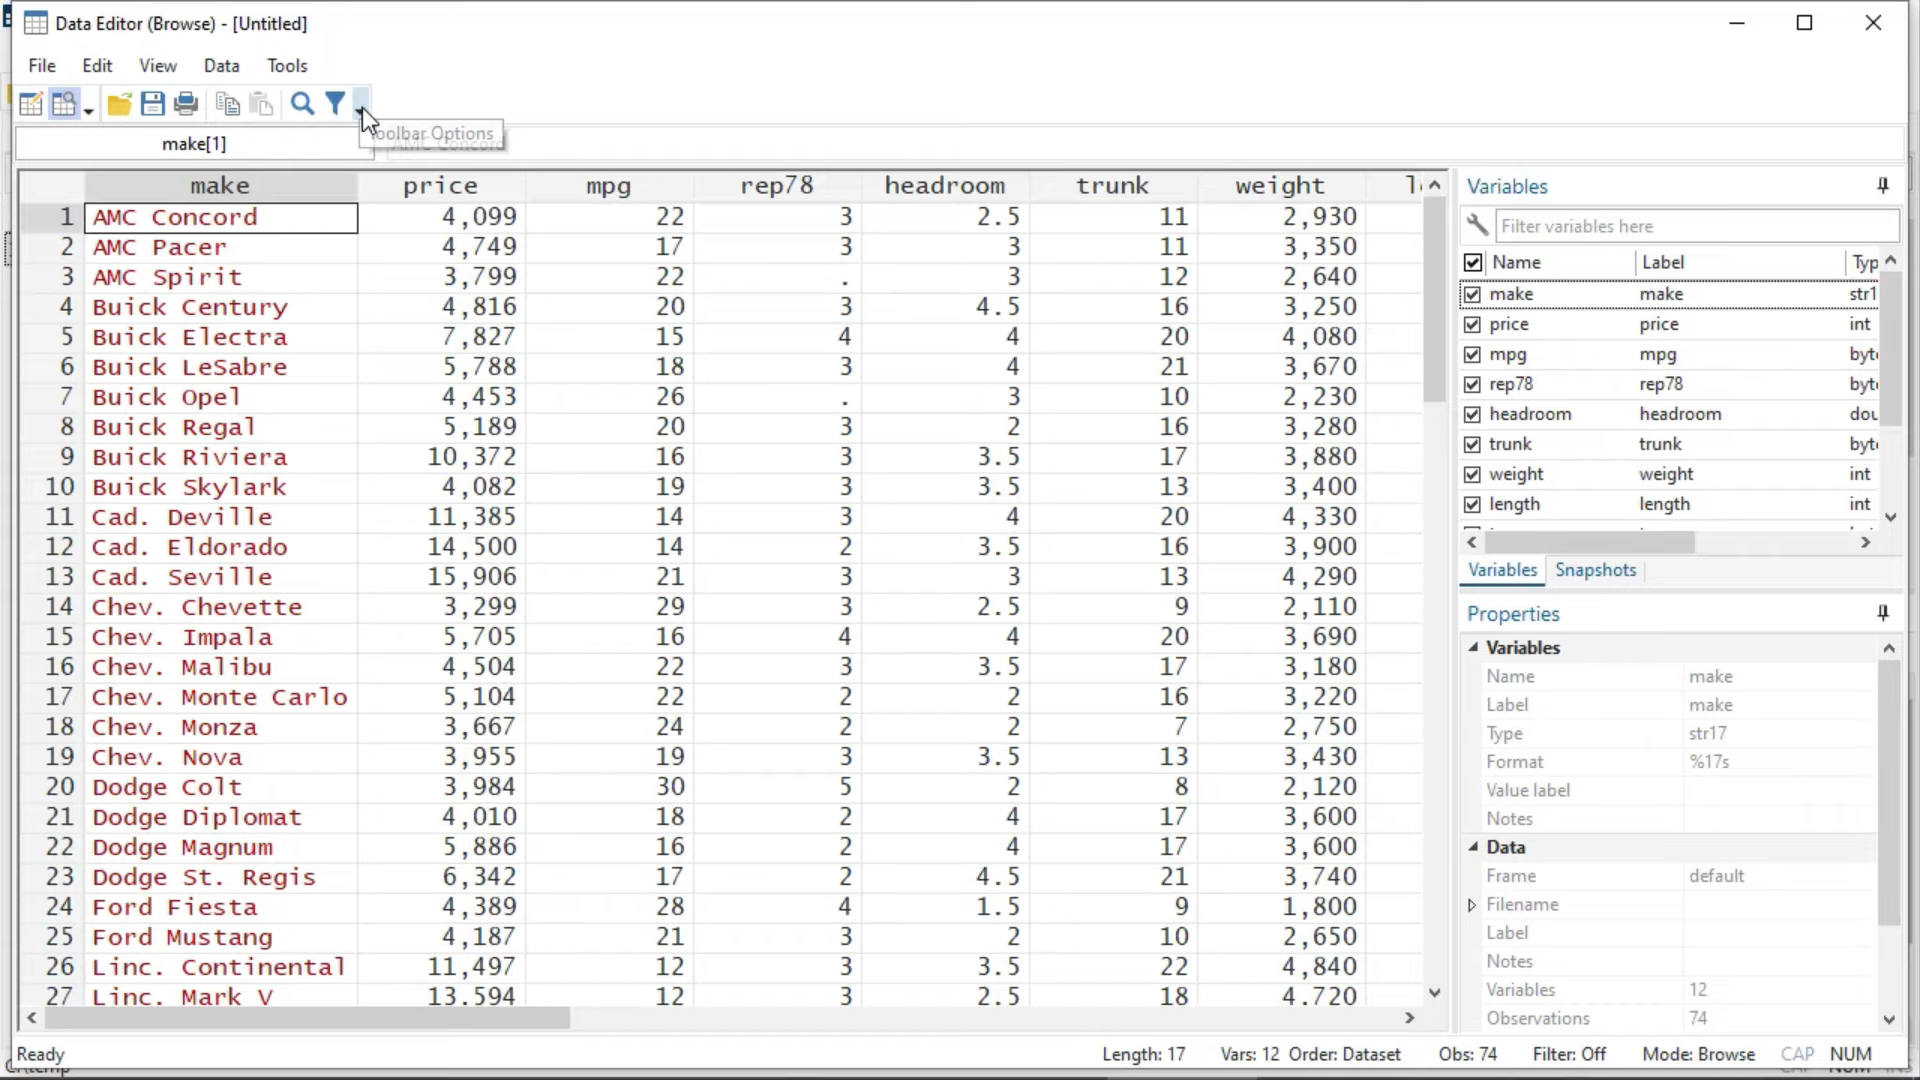 Data Editor (Browse) - [Untitled]
File Edit View Data Tools
Toolbar Options
make[1] AMC Concord
make price mpg rep78 headroom trunk weight
1 AMC Concord 4,099 22 3 2.5 11 2,930
2 AMC Pacer 4,749 17 3 3 11 3,350
3 AMC Spirit 3,799 22 . 3 12 2,640
4 Buick Century 4,816 20 3 4.5 16 3,250
5 Buick Electra 7,827 15 4 4 20 4,080
6 Buick LeSabre 5,788 18 3 4 21 3,670
7 Buick Opel 4,453 26 . 3 10 2,230
8 Buick Regal 5,189 20 3 2 16 3,280
9 Buick Riviera 10,372 16 3 3.5 17 3,880
10 Buick Skylark 4,082 19 3 3.5 13 3,400
11 Cad. Deville 11,385 14 3 4 20 4,330
12 Cad. Eldorado 14,500 14 2 3.5 16 3,900
13 Cad. Seville 15,906 21 3 3 13 4,290
14 Chev. Chevette 3,299 29 3 2.5 9 2,110
15 Chev. Impala 5,705 16 4 4 20 3,690
16 Chev. Malibu 4,504 22 3 3.5 17 3,180
17 Chev. Monte Carlo 5,104 22 2 2 16 3,220
18 Chev. Monza 3,667 24 2 2 7 2,750
19 Chev. Nova 3,955 19 3 3.5 13 3,430
20 Dodge Colt 3,984 30 5 2 8 2,120
21 Dodge Diplomat 4,010 18 2 4 17 3,600
22 Dodge Magnum 5,886 16 2 4 17 3,600
23 Dodge St. Regis 6,342 17 2 4.5 21 3,740
24 Ford Fiesta 4,389 28 4 1.5 9 1,800
25 Ford Mustang 4,187 21 3 2 10 2,650
26 Linc. Continental 11,497 12 3 3.5 22 4,840
27 Linc. Mark V 13,594 12 3 2.5 18 4,720
Variables
Filter variables here
Name Label Typ
make make str1
price price int
mpg mpg byt
rep78 rep78 byt
headroom headroom dou
trunk trunk byt
weight weight int
length length int
Variables Snapshots
Properties
Variables
Name make
Label make
Type str17
Format %17s
Value label
Notes
Data
Frame default
Filename
Label
Notes
Variables 12
Observations 74
Ready Length: 17 Vars: 12 Order: Dataset Obs: 74 Filter: Off Mode: Browse CAP NUM